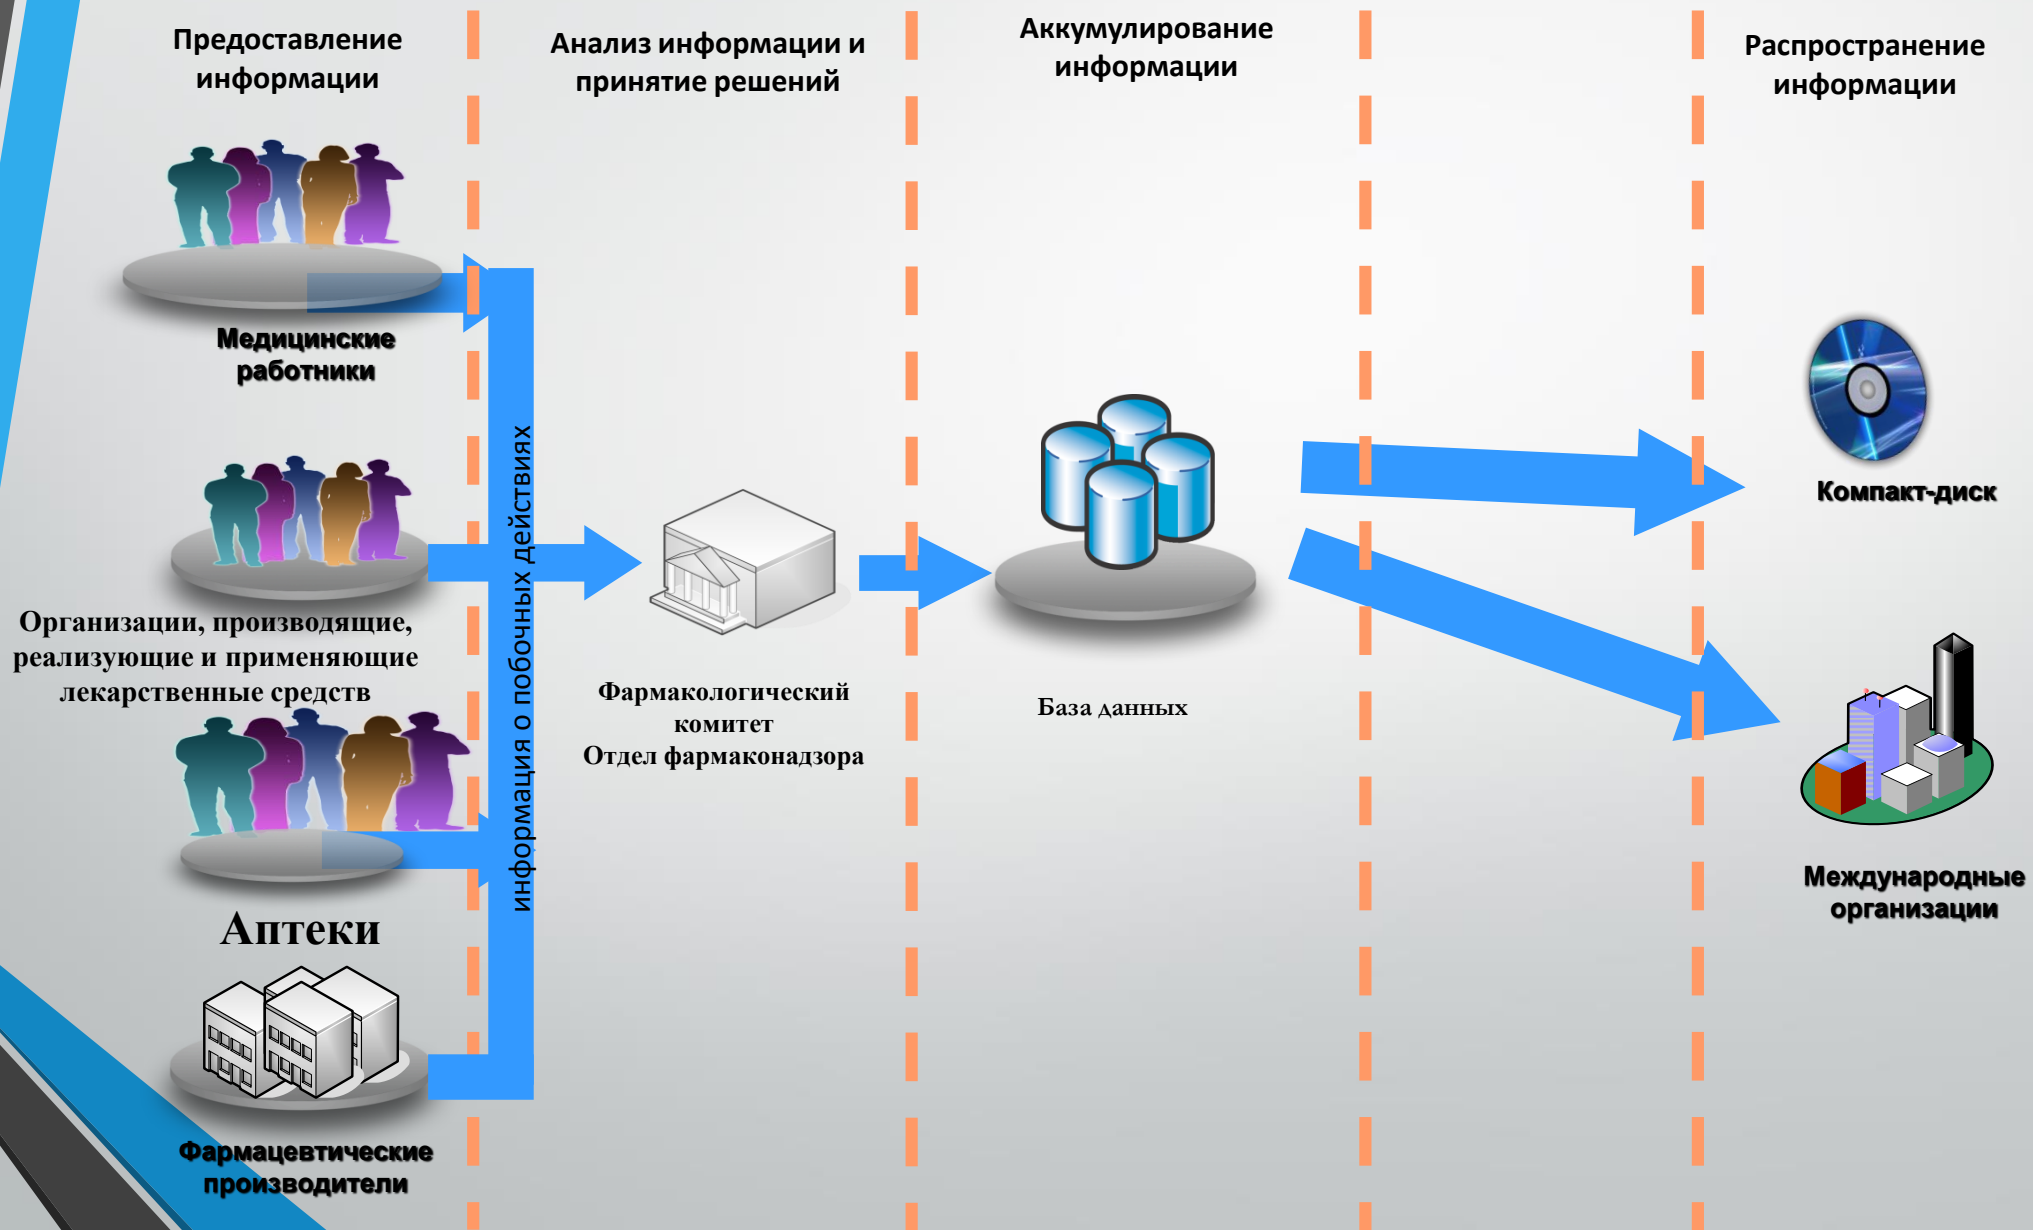 Предоставление
информации
Анализ информации и
принятие решений
Аккумулирование
информации
Распространение
информации
Медицинские
работники
Организации, производящие,
реализующие и применяющие
лекарственные средств
Аптеки
Фармацевтические
производители
информация о побочных действиях
Фармакологический
комитет
Отдел фармаконадзора
База данных
Компакт-диск
Международные
организации